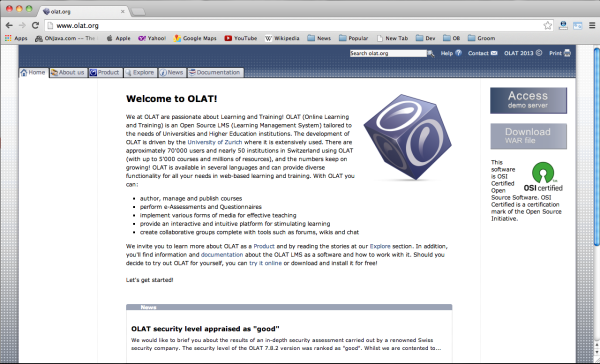 olat.org
www.olat.org
Apps ONJava.com -- The Apple Yahoo! Google Maps YouTube Wikipedia News Popular New Tab Dev OB Groom
Search olat.org Help Contact OLAT 2013 Print
Home About us Product Explore News Documentation
Welcome to OLAT!
We at OLAT are passionate about Learning and Training! OLAT (Online Learning
and Training) is an Open Source LMS (Learning Management System) tailored to
the needs of Universities and Higher Education institutions. The development of
OLAT is driven by the University of Zurich where it is extensively used. There are
approximately 70'000 users and nearly 50 institutions in Switzerland using OLAT
(with up to 5'000 courses and millions of resources), and the numbers keep on
growing! OLAT is available in several languages and can provide diverse
functionality for all your needs in web-based learning and training. With OLAT you
can:
• author, manage and publish courses
• perform e-Assessments and Questionnaires
• implement various forms of media for effective teaching
• provide an interactive and intuitive platform for stimulating learning
• create collaborative groups complete with tools such as forums, wikis and chat
We invite you to learn more about OLAT as a Product and by reading the stories at our Explore section. In addition,
you'll find information and documentation about the OLAT LMS as a software and how to work with it. Should you
decide to try out OLAT for yourself, you can try it online or download and install it for free!
Let's get started!
News
OLAT security level appraised as "good"
We would like to brief you about the results of an in-depth security assessment carried out by a renowned Swiss
security company. The security level of the OLAT 7.8.2 version was ranked as "good". Whilst we are contented to...
Access
demo server
Download
WAR file
This
software
is OSI
Certified
Open
Source Software. OSI
Certified is a certification
mark of the Open Source
Initiative.
OSI certified